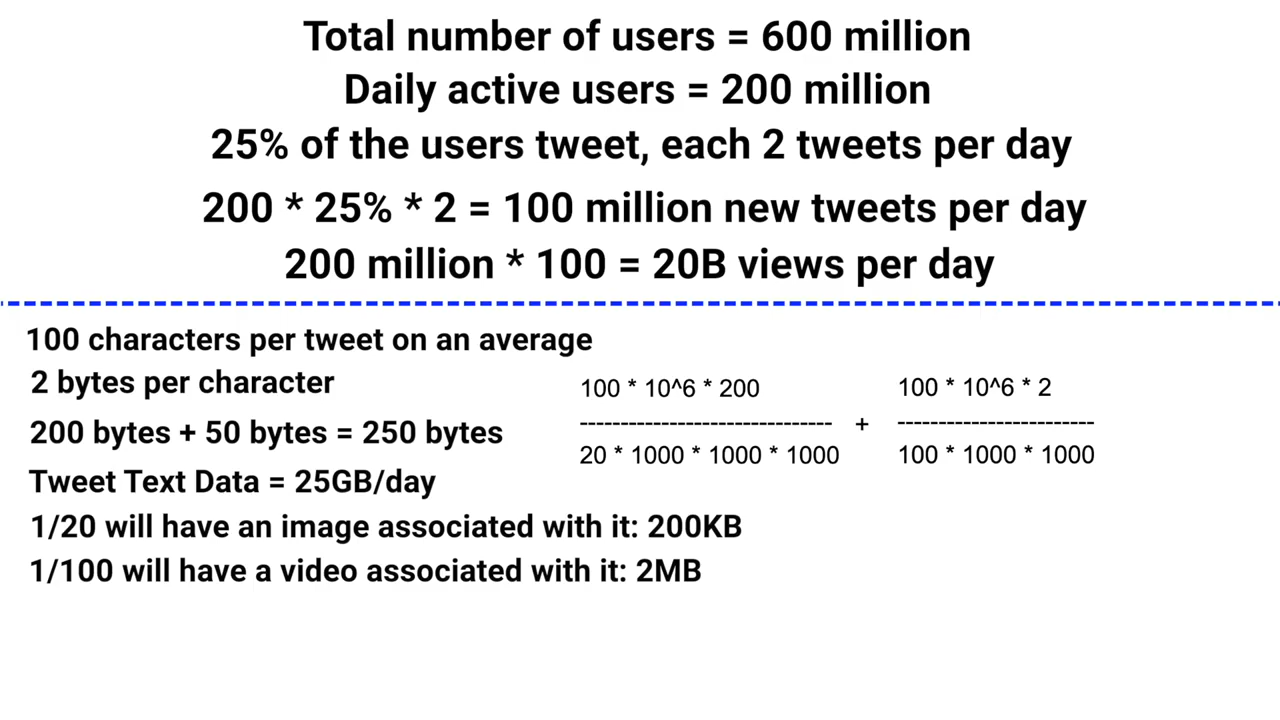 Total number of users = 600 million
Daily active users = 200 million
25% of the users tweet, each 2 tweets per day
200 * 25% * 2 = 100 million new tweets per day
200 million * 100 = 20B views per day
100 characters per tweet on an average
2 bytes per character
200 bytes + 50 bytes = 250 bytes
Tweet Text Data = 25GB/day
1/20 will have an image associated with it: 200KB
1/100 will have a video associated with it: 2MB
100 * 10^6 * 200
-------------------------------
20 * 1000 * 1000 * 1000
+
100 * 10^6 * 2
------------------------
100 * 1000 * 1000